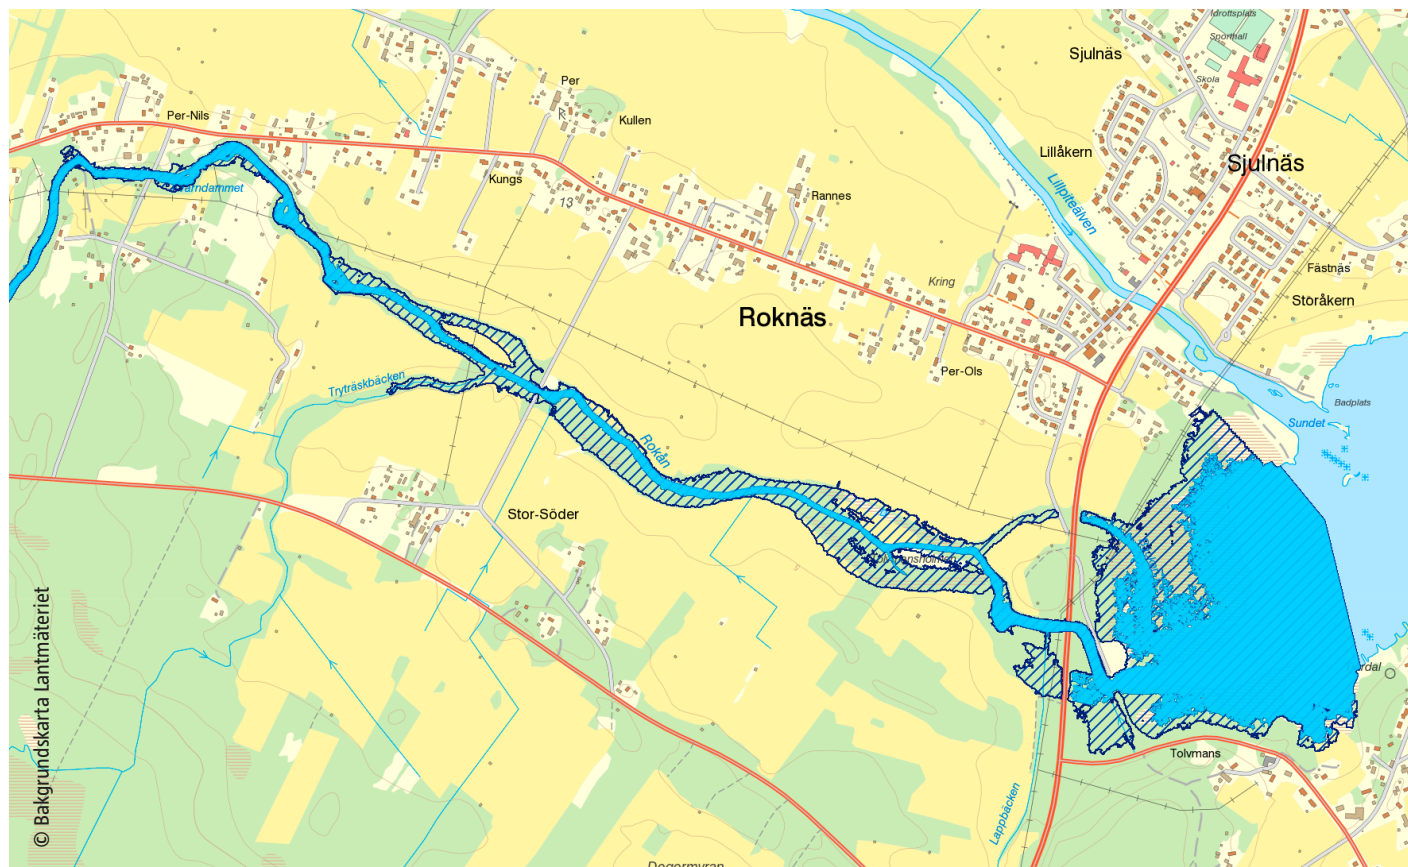 Idrottsplats
Sporthall
Sjulnäs
Skola
Per
Per-Nils
Kullen
Lillåkern
Sjulnäs
Kungs
Rannes
13
Lillpiteälven
Fästnäs
Kring
Störåkern
Roknäs
Per-Ols
Tryträskbäcken
Badplats
Sundet
Rokån
Stor-Söder
Tolvmans
Lappbäcken
Degermyran
© Bakgrundskarta Lantmäteriet